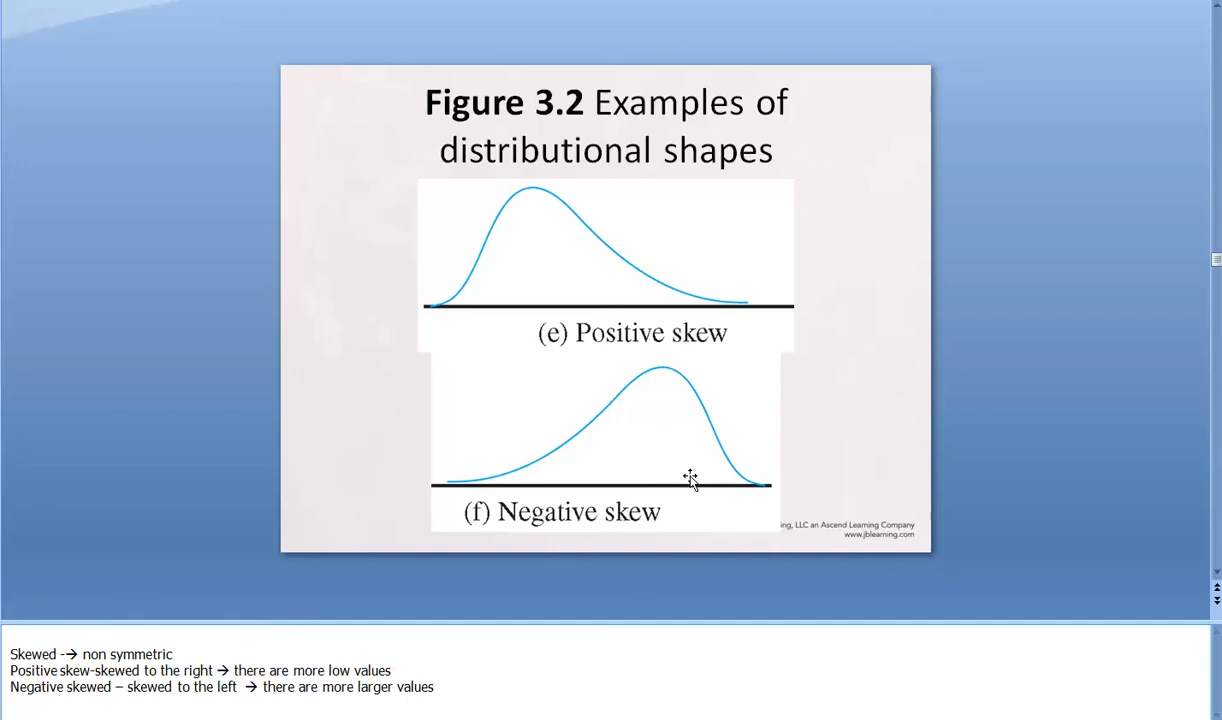 Figure 3.2 Examples of
distributional shapes
(e) Positive skew
(f) Negative skew
LLC an Ascend Learning Company
www.jblearning.com
Skewed -→ non symmetric
Positive skew-skewed to the right → there are more low values
Negative skewed – skewed to the left → there are more larger values